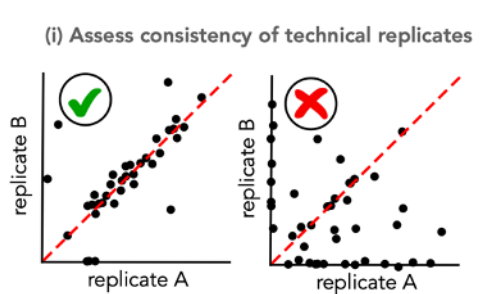 (i) Assess consistency of technical replicates
replicate B
replicate A
replicate B
replicate A